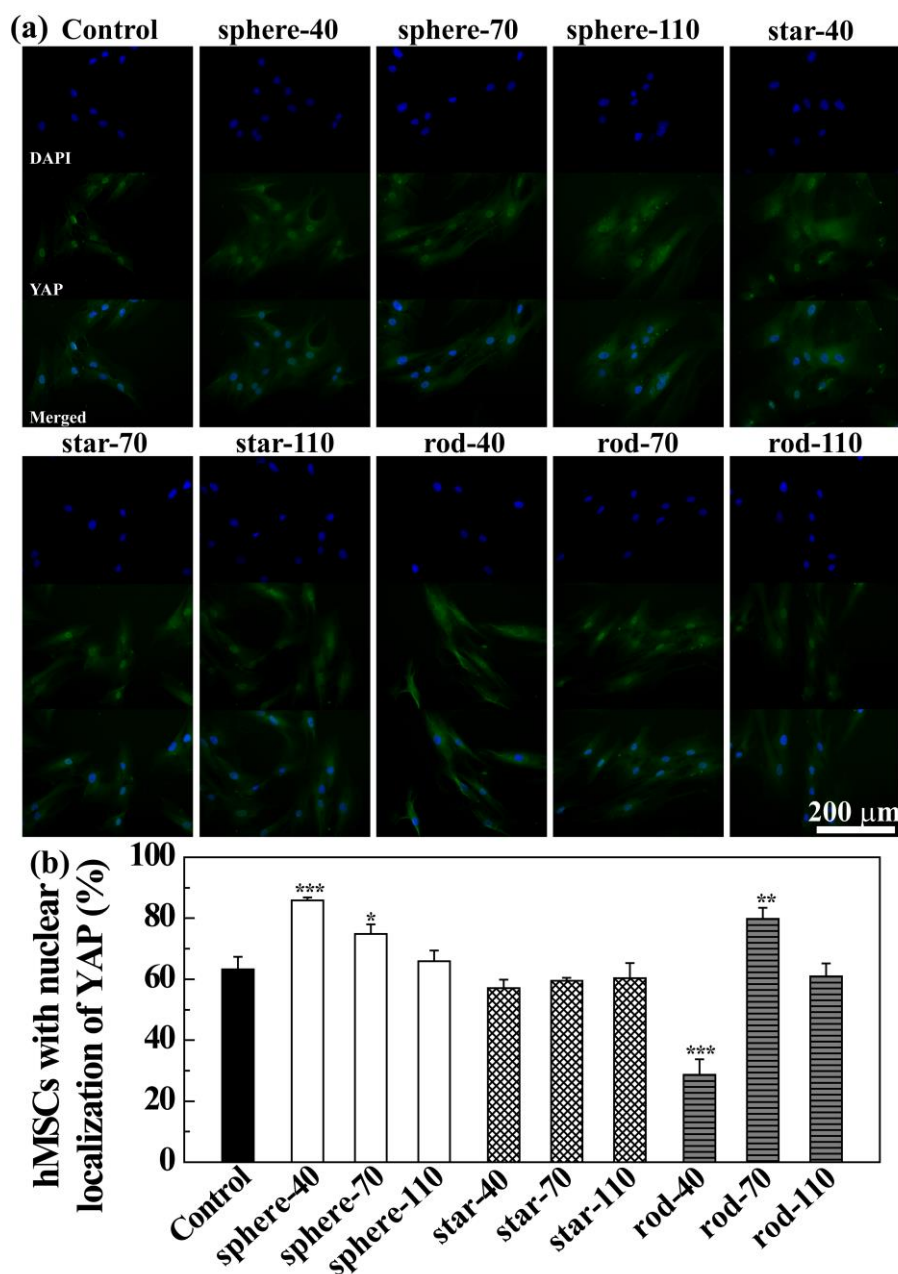 (a) Control sphere-40 sphere-70 sphere-110 star-40
DAPI
YAP
Merged
star-70 star-110 rod-40 rod-70 rod-110
200 μm
(b)
hMSCs with nuclear
localization of YAP (%)
100
80
60
40
20
0
***
*
***
**
Control
sphere-40
sphere-70
sphere-110
star-40
star-70
star-110
rod-40
rod-70
rod-110